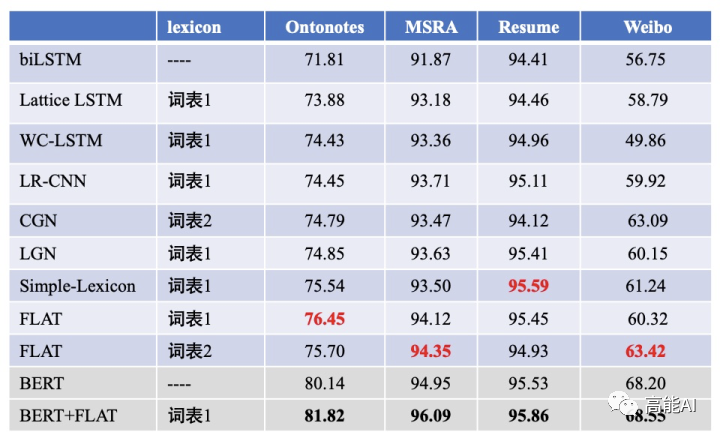 lexicon Ontonotes MSRA Resume Weibo
biLSTM ---- 71.81 91.87 94.41 56.75
Lattice LSTM 词表1 73.88 93.18 94.46 58.79
WC-LSTM 词表1 74.43 93.36 94.96 49.86
LR-CNN 词表1 74.45 93.71 95.11 59.92
CGN 词表2 74.79 93.47 94.12 63.09
LGN 词表1 74.85 93.63 95.41 60.15
Simple-Lexicon 词表1 75.54 93.50 95.59 61.24
FLAT 词表1 76.45 94.12 95.45 60.32
FLAT 词表2 75.70 94.35 94.93 63.42
BERT ---- 80.14 94.95 95.53 68.20
BERT+FLAT 词表1 81.82 96.09 95.86 68.55
高能AI